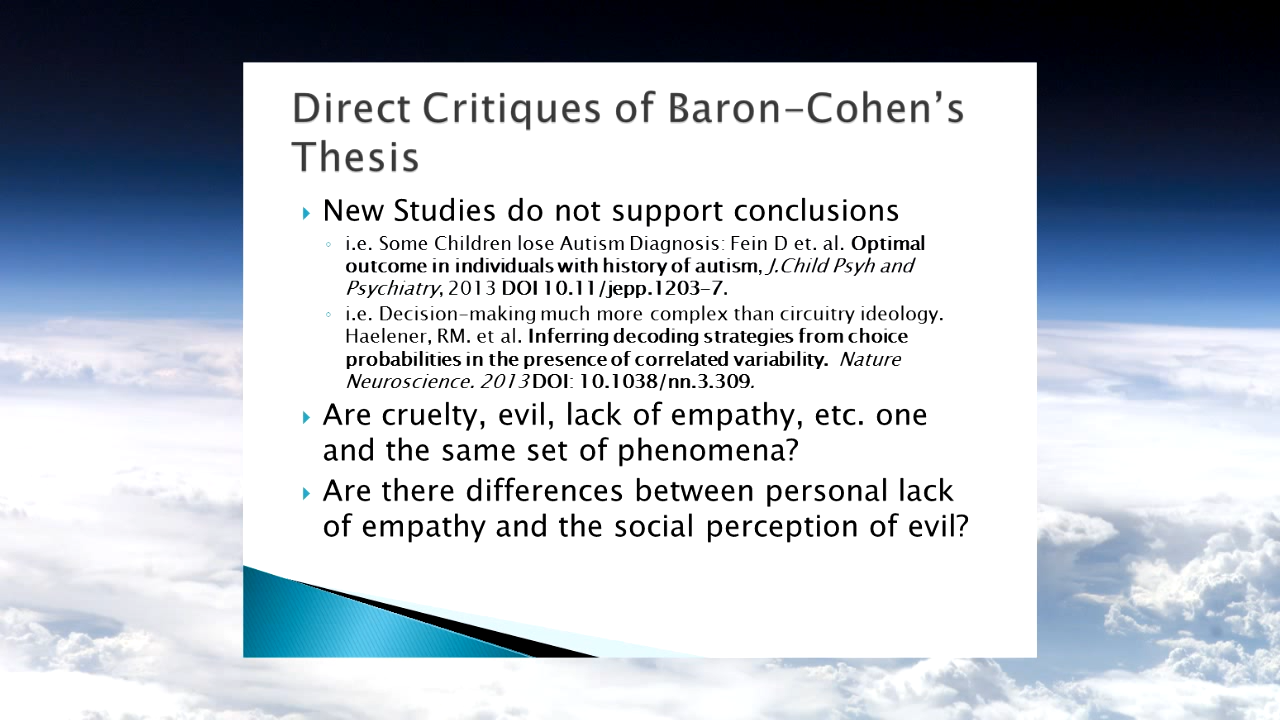 Direct Critiques of Baron-Cohen's
Thesis
New Studies do not support conclusions
i.e. Some Children lose Autism Diagnosis: Fein D et. al. Optimal
outcome in individuals with history of autism, J.Child Psyh and
Psychiatry, 2013 DOI 10.11/jepp.1203-7.
i.e. Decision-making much more complex than circuitry ideology.
Haelener, RM. et al. Inferring decoding strategies from choice
probabilities in the presence of correlated variability. Nature
Neuroscience. 2013 DOI: 10.1038/nn.3.309.
Are cruelty, evil, lack of empathy, etc. one
and the same set of phenomena?
Are there differences between personal lack
of empathy and the social perception of evil?